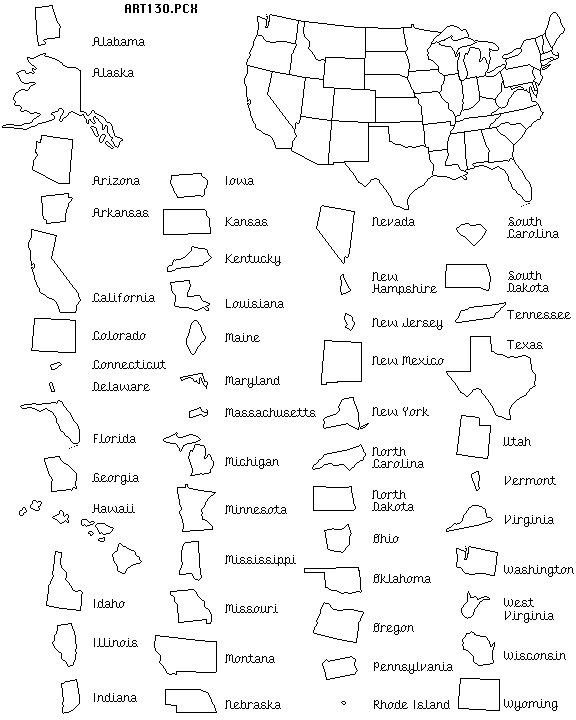 ART130.PCX
Alabama
Alaska
Arizona
Arkansas
California
Colorado
Connecticut
Delaware
Florida
Georgia
Hawaii
Idaho
Illinois
Indiana
Iowa
Kansas
Kentucky
Louisiana
Maine
Maryland
Massachusetts
Michigan
Minnesota
Mississippi
Missouri
Montana
Nebraska
Nevada
New
Hampshire
New Jersey
New Mexico
New York
North
Carolina
North
Dakota
Ohio
Oklahoma
Oregon
Pennsylvania
Rhode Island
South
Carolina
South
Dakota
Tennessee
Texas
Utah
Vermont
Virginia
Washington
West
Virginia
Wisconsin
Wyoming